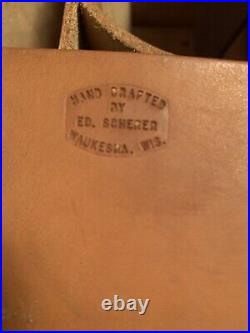 HAND CRAFTED
BY
ED. SCHERER
WAUKESHA, WIS.